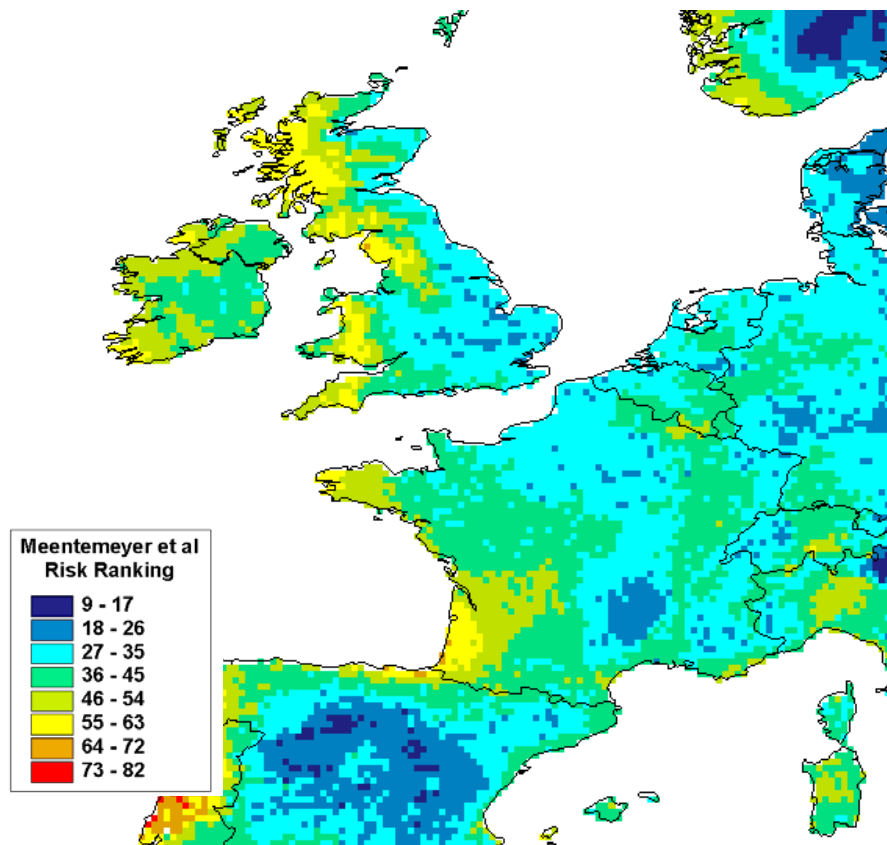 Meentemeyer et al
Risk Ranking
9 - 17
18 - 26
27 - 35
36 - 45
46 - 54
55 - 63
64 - 72
73 - 82